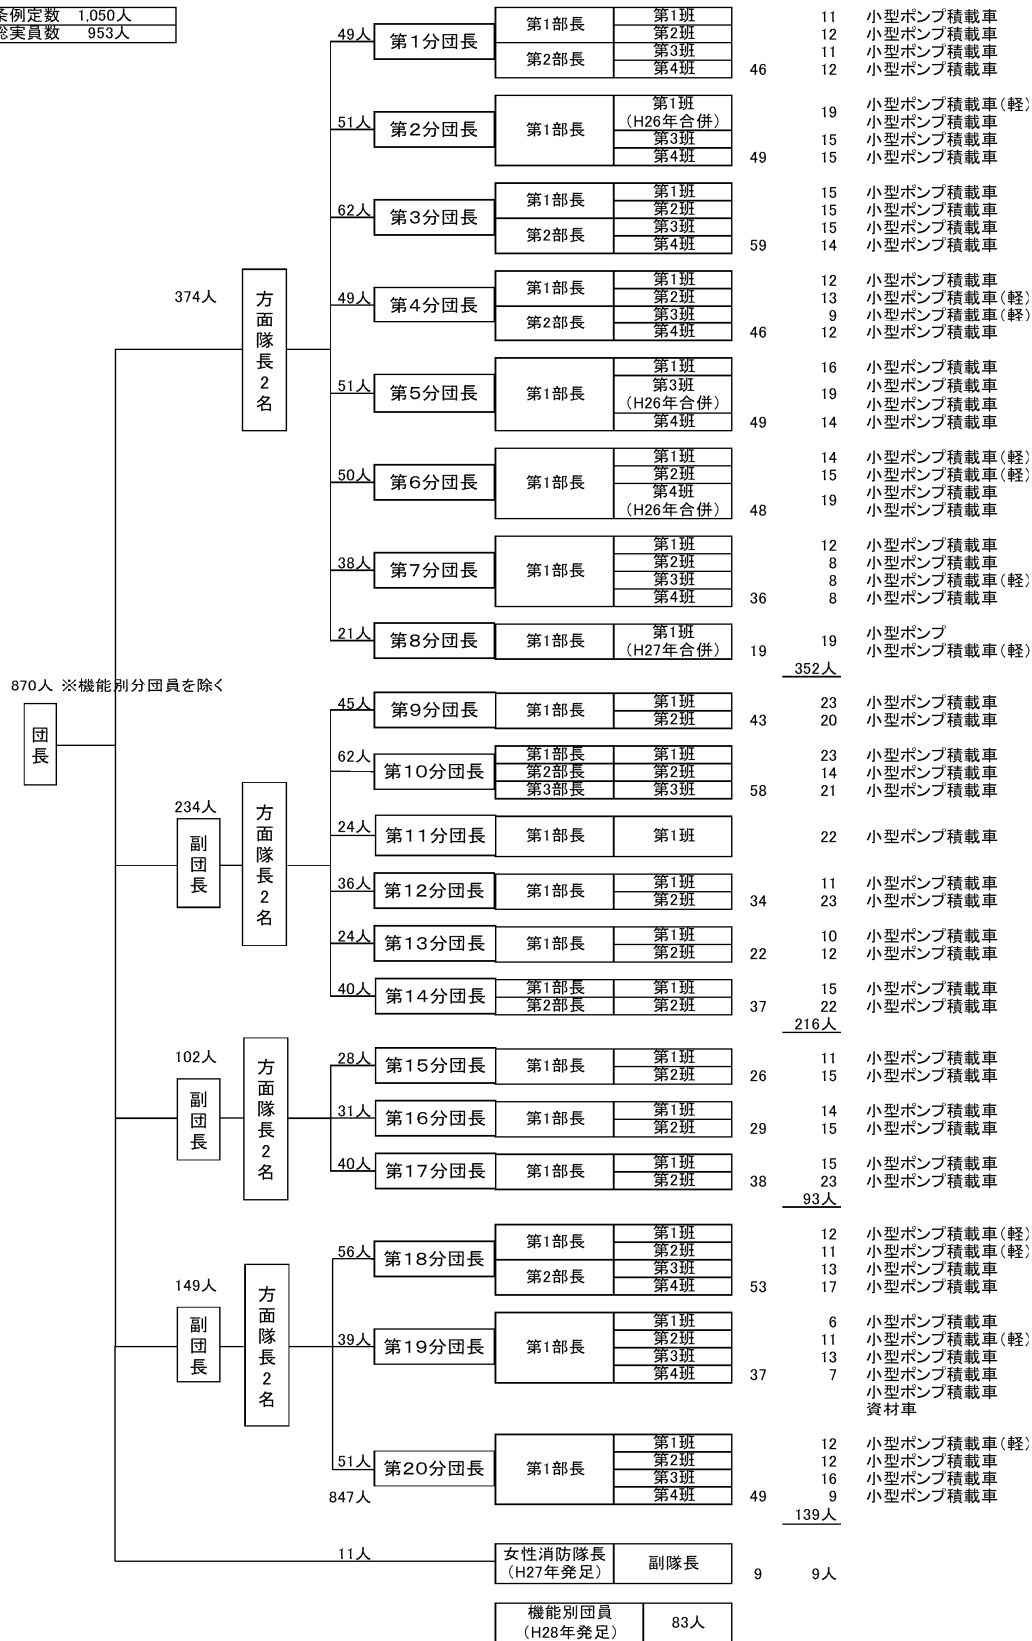 条例定数 1,050人
総実員数 953人
49人 第1分団長 第1部長 第1班 11 小型ポンプ積載車
第2班 12 小型ポンプ積載車
第2部長 第3班 11 小型ポンプ積載車
第4班 46 12 小型ポンプ積載車
51人 第2分団長 第1部長 第1班 (H26年合併) 19 小型ポンプ積載車(軽)
小型ポンプ積載車
第3班 15 小型ポンプ積載車
第4班 49 15 小型ポンプ積載車
62人 第3分団長 第1部長 第1班 15 小型ポンプ積載車
第2班 15 小型ポンプ積載車
第2部長 第3班 15 小型ポンプ積載車
第4班 59 14 小型ポンプ積載車
374人 方面隊長2名
49人 第4分団長 第1部長 第1班 12 小型ポンプ積載車
第2班 13 小型ポンプ積載車(軽)
第2部長 第3班 9 小型ポンプ積載車(軽)
第4班 46 12 小型ポンプ積載車
51人 第5分団長 第1部長 第1班 16 小型ポンプ積載車
第3班 (H26年合併) 19 小型ポンプ積載車
小型ポンプ積載車
第4班 49 14 小型ポンプ積載車
50人 第6分団長 第1部長 第1班 14 小型ポンプ積載車(軽)
第2班 15 小型ポンプ積載車(軽)
第4班 (H26年合併) 48 19 小型ポンプ積載車
小型ポンプ積載車
38人 第7分団長 第1部長 第1班 12 小型ポンプ積載車
第2班 8 小型ポンプ積載車
第3班 8 小型ポンプ積載車(軽)
第4班 36 8 小型ポンプ積載車
21人 第8分団長 第1部長 第1班 (H27年合併) 19 19 小型ポンプ
小型ポンプ積載車(軽)
352人
870人 ※機能別分団員を除く
団長
45人 第9分団長 第1部長 第1班 23 小型ポンプ積載車
第2班 43 20 小型ポンプ積載車
62人 第10分団長 第1部長 第1班 23 小型ポンプ積載車
第2部長 第2班 14 小型ポンプ積載車
第3部長 第3班 58 21 小型ポンプ積載車
234人 副団長 方面隊長2名
24人 第11分団長 第1部長 第1班 22 小型ポンプ積載車
36人 第12分団長 第1部長 第1班 11 小型ポンプ積載車
第2班 34 23 小型ポンプ積載車
24人 第13分団長 第1部長 第1班 10 小型ポンプ積載車
第2班 22 12 小型ポンプ積載車
40人 第14分団長 第1部長 第1班 15 小型ポンプ積載車
第2部長 第2班 37 22 小型ポンプ積載車
216人
102人 副団長 方面隊長2名
28人 第15分団長 第1部長 第1班 11 小型ポンプ積載車
第2班 26 15 小型ポンプ積載車
31人 第16分団長 第1部長 第1班 14 小型ポンプ積載車
第2班 29 15 小型ポンプ積載車
40人 第17分団長 第1部長 第1班 15 小型ポンプ積載車
第2班 38 23 小型ポンプ積載車
93人
56人 第18分団長 第1部長 第1班 12 小型ポンプ積載車(軽)
第2班 11 小型ポンプ積載車(軽)
第2部長 第3班 13 小型ポンプ積載車
第4班 53 17 小型ポンプ積載車
149人 副団長 方面隊長2名
39人 第19分団長 第1部長 第1班 6 小型ポンプ積載車
第2班 11 小型ポンプ積載車(軽)
第3班 13 小型ポンプ積載車
第4班 37 7 小型ポンプ積載車
小型ポンプ積載車
資材車
51人 第20分団長 第1部長 第1班 12 小型ポンプ積載車(軽)
第2班 12 小型ポンプ積載車
第3班 16 小型ポンプ積載車
第4班 49 9 小型ポンプ積載車
847人
139人
11人 女性消防隊長 (H27年発足) 副隊長 9 9人
機能別団員 (H28年発足) 83人